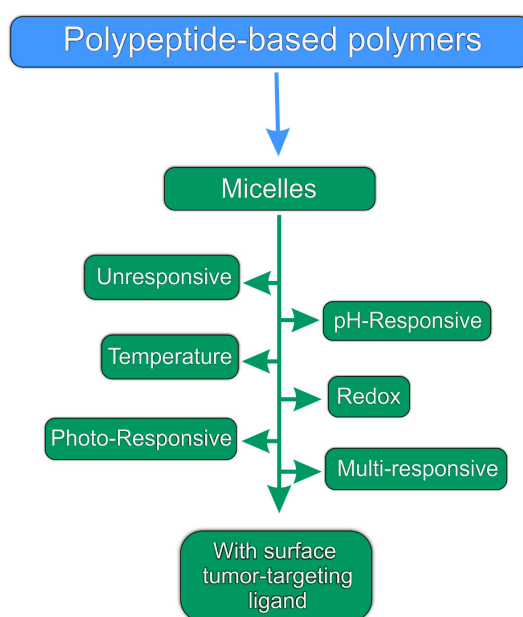 Polypeptide-based polymers
Micelles
Unresponsive
pH-Responsive
Temperature
Redox
Photo-Responsive
Multi-responsive
With surface
tumor-targeting
ligand